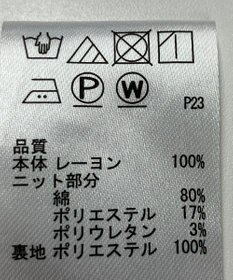 P W P23
品質
本体 レーヨン 100%
ニット部分
綿 80%
ポリエステル 17%
ポリウレタン 3%
裏地 ポリエステル 100%